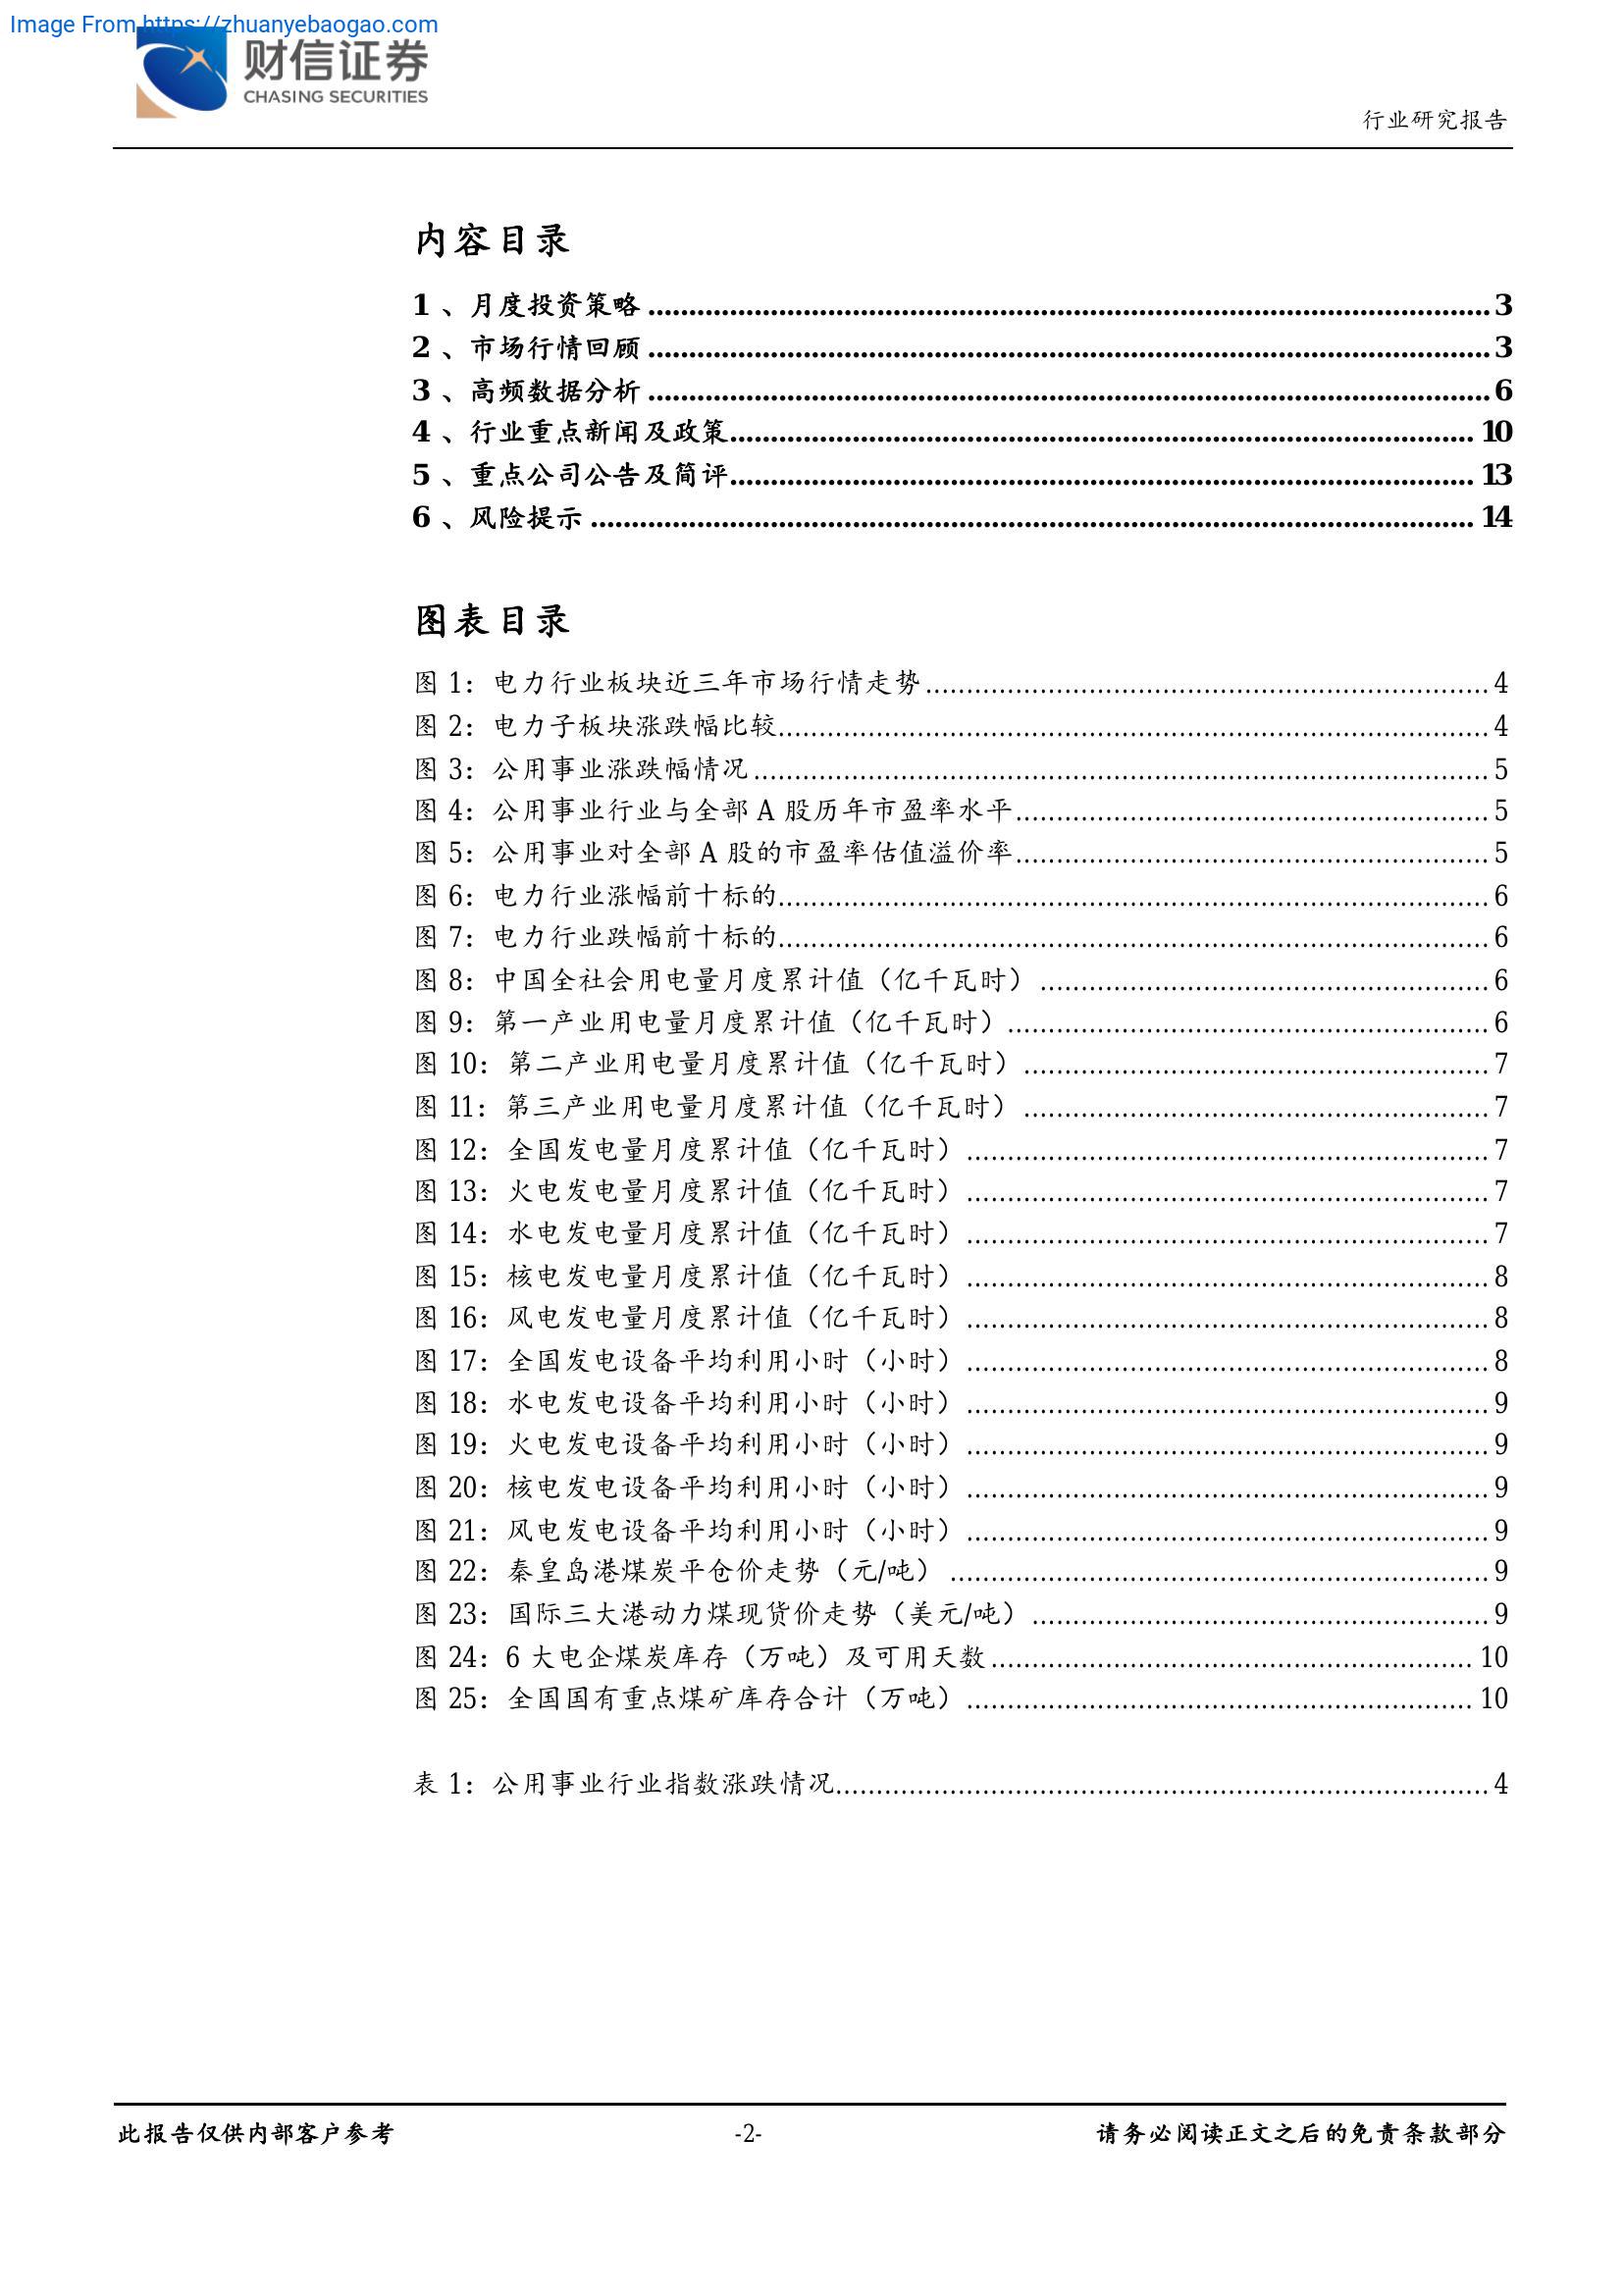 Image From https://zhuanyebaogao.com
财信证券
CHASING SECURITIES
行业研究报告
内容目录
1 、月度投资策略 ........................................................................................................ 3
2 、市场行情回顾 ........................................................................................................ 3
3 、高频数据分析 ........................................................................................................ 6
4 、行业重点新闻及政策............................................................................................ 10
5 、重点公司公告及简评............................................................................................ 13
6 、风险提示 ............................................................................................................. 14
图表目录
图 1：电力行业板块近三年市场行情走势..................................................................... 4
图 2：电力子板块涨跌幅比较....................................................................................... 4
图 3：公用事业涨跌幅情况.......................................................................................... 5
图 4：公用事业行业与全部 A 股历年市盈率水平.......................................................... 5
图 5：公用事业对全部 A 股的市盈率估值溢价率.......................................................... 5
图 6：电力行业涨幅前十标的....................................................................................... 6
图 7：电力行业跌幅前十标的....................................................................................... 6
图 8：中国全社会用电量月度累计值（亿千瓦时） ....................................................... 6
图 9：第一产业用电量月度累计值（亿千瓦时） ........................................................... 6
图 10：第二产业用电量月度累计值（亿千瓦时） ......................................................... 7
图 11：第三产业用电量月度累计值（亿千瓦时） ......................................................... 7
图 12：全国发电量月度累计值（亿千瓦时） ................................................................ 7
图 13：火电发电量月度累计值（亿千瓦时） ................................................................ 7
图 14：水电发电量月度累计值（亿千瓦时） ................................................................ 7
图 15：核电发电量月度累计值（亿千瓦时） ................................................................ 8
图 16：风电发电量月度累计值（亿千瓦时） ................................................................ 8
图 17：全国发电设备平均利用小时（小时） ................................................................ 8
图 18：水电发电设备平均利用小时（小时） ................................................................ 9
图 19：火电发电设备平均利用小时（小时） ................................................................ 9
图 20：核电发电设备平均利用小时（小时） ................................................................ 9
图 21：风电发电设备平均利用小时（小时） ................................................................ 9
图 22：秦皇岛港煤炭平仓价走势（元/吨） .................................................................. 9
图 23：国际三大港动力煤现货价走势（美元/吨） ........................................................ 9
图 24：6 大电企煤炭库存（万吨）及可用天数........................................................... 10
图 25：全国国有重点煤矿库存合计（万吨） .............................................................. 10
表 1：公用事业行业指数涨跌情况................................................................................ 4
此报告仅供内部客户参考
-2-
请务必阅读正文之后的免责条款部分